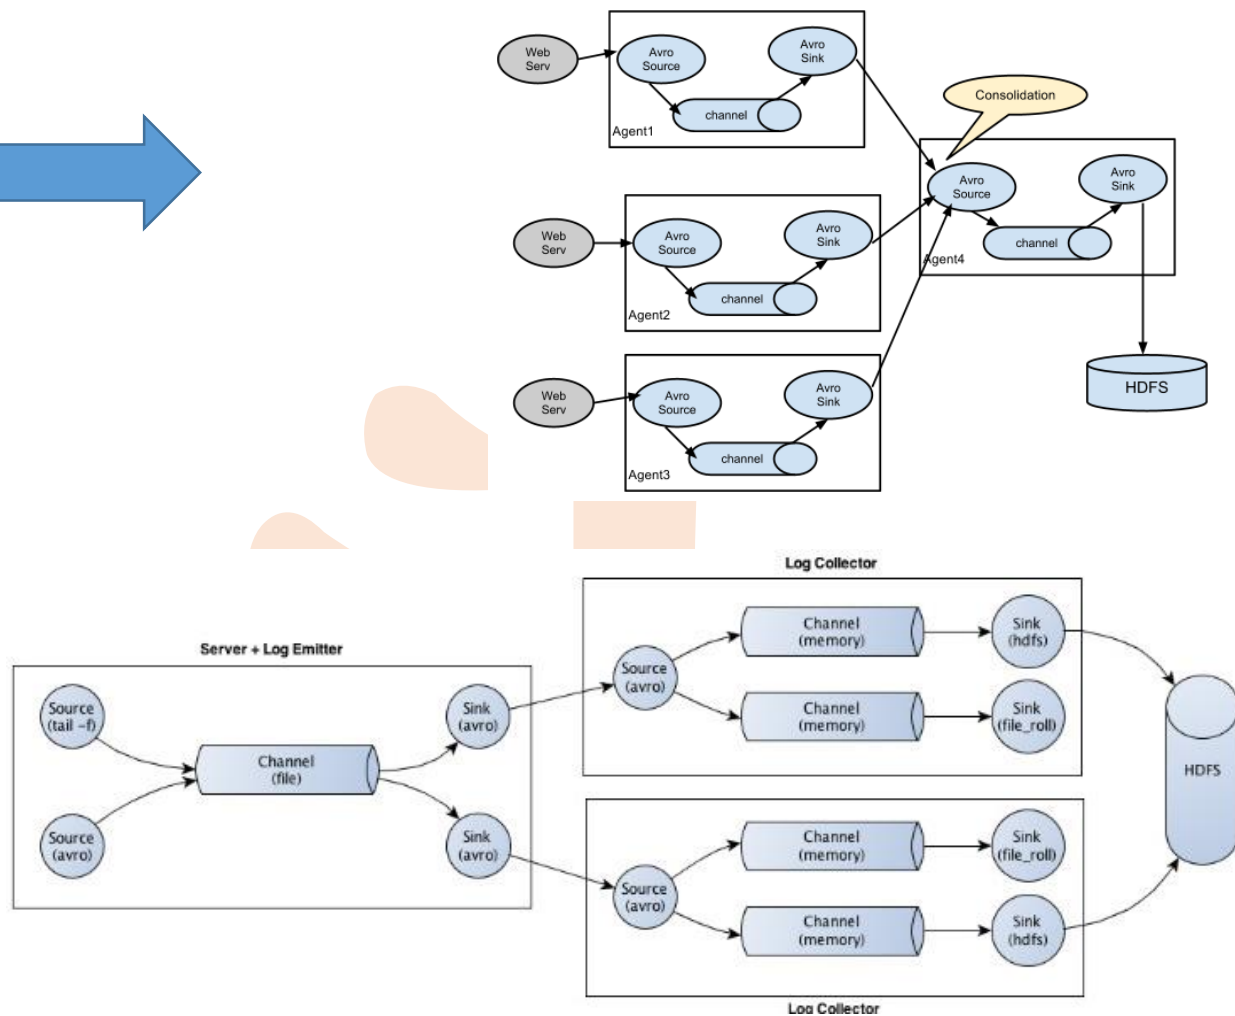 Web
Serv
Avro
Source
channel
Avro
Sink
Agent1
Web
Serv
Avro
Source
channel
Avro
Sink
Agent2
Web
Serv
Avro
Source
channel
Avro
Sink
Agent3
Consolidation
Avro
Source
channel
Avro
Sink
Agent4
HDFS
Server + Log Emitter
Source
(tail -f)
Source
(avro)
Channel
(file)
Sink
(avro)
Sink
(avro)
Log Collector
Source
(avro)
Channel
(memory)
Sink
(hdfs)
Channel
(memory)
Sink
(file_roll)
Source
(avro)
Channel
(memory)
Sink
(file_roll)
Channel
(memory)
Sink
(hdfs)
Log Collector
HDFS